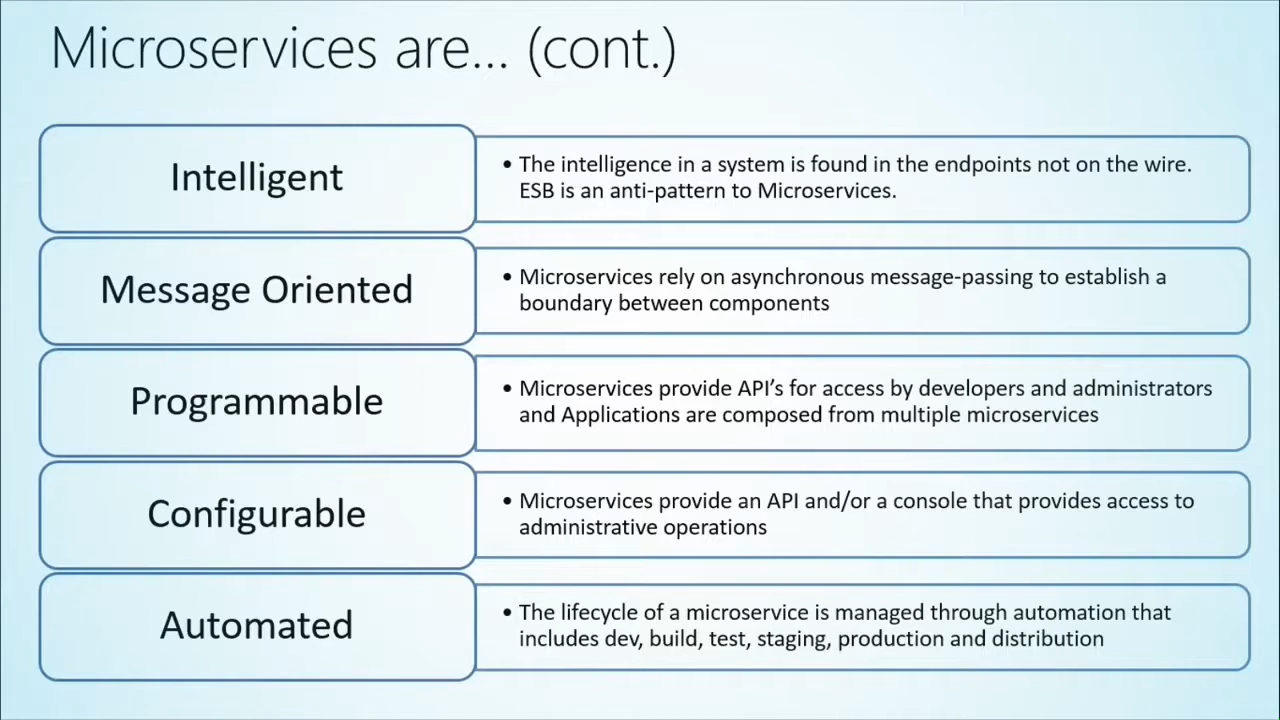 Microservices are... (cont.)
Intelligent
• The intelligence in a system is found in the endpoints not on the wire.
ESB is an anti-pattern to Microservices.
Message Oriented
• Microservices rely on asynchronous message-passing to establish a
boundary between components
Programmable
• Microservices provide API’s for access by developers and administrators
and Applications are composed from multiple microservices
Configurable
• Microservices provide an API and/or a console that provides access to
administrative operations
Automated
• The lifecycle of a microservice is managed through automation that
includes dev, build, test, staging, production and distribution